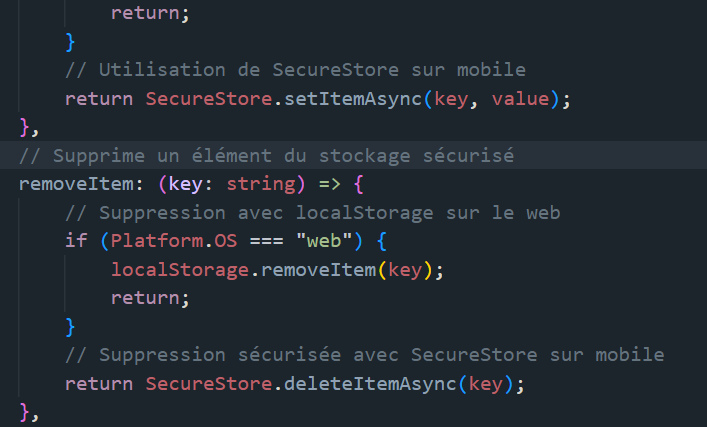 return;
}
// Utilisation de SecureStore sur mobile
return SecureStore.setItemAsync(key, value);
},
// Supprime un élément du stockage sécurisé
removeItem: (key: string) => {
// Suppression avec localStorage sur le web
if (Platform.OS === "web") {
localStorage.removeItem(key);
return;
}
// Suppression sécurisée avec SecureStore sur mobile
return SecureStore.deleteItemAsync(key);
},